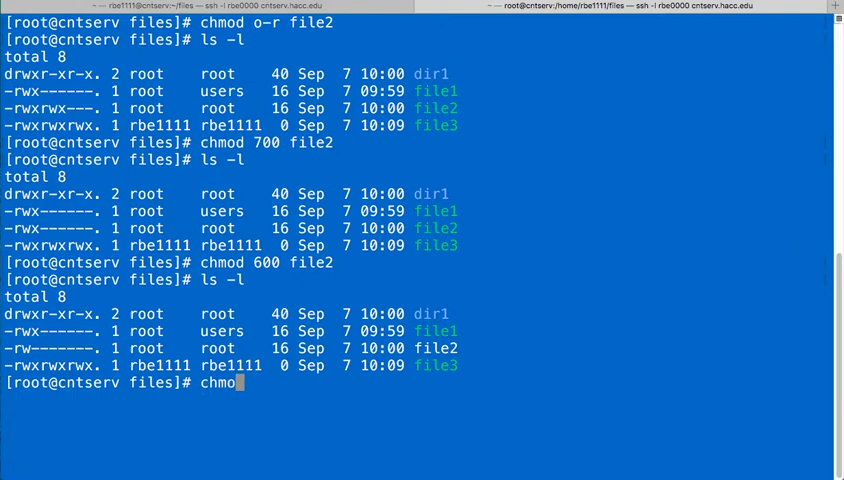 ~ — rbe1111@cntserv:~/files — ssh -l rbe0000 cntserv.hacc.edu
~ — root@cntserv:/home/rbe1111/files — ssh -l rbe0000 cntserv.hacc.edu
+
[root@cntserv files]# chmod o-r file2
[root@cntserv files]# ls -l
total 8
drwxr-xr-x. 2 root    root    40 Sep  7 10:00 dir1
-rwx------. 1 root    users   16 Sep  7 09:59 file1
-rwxrwx---. 1 root    root    16 Sep  7 10:00 file2
-rwxrwxrwx. 1 rbe1111 rbe1111  0 Sep  7 10:09 file3
[root@cntserv files]# chmod 700 file2
[root@cntserv files]# ls -l
total 8
drwxr-xr-x. 2 root    root    40 Sep  7 10:00 dir1
-rwx------. 1 root    users   16 Sep  7 09:59 file1
-rwx------. 1 root    root    16 Sep  7 10:00 file2
-rwxrwxrwx. 1 rbe1111 rbe1111  0 Sep  7 10:09 file3
[root@cntserv files]# chmod 600 file2
[root@cntserv files]# ls -l
total 8
drwxr-xr-x. 2 root    root    40 Sep  7 10:00 dir1
-rwx------. 1 root    users   16 Sep  7 09:59 file1
-rw-------. 1 root    root    16 Sep  7 10:00 file2
-rwxrwxrwx. 1 rbe1111 rbe1111  0 Sep  7 10:09 file3
[root@cntserv files]# chmo